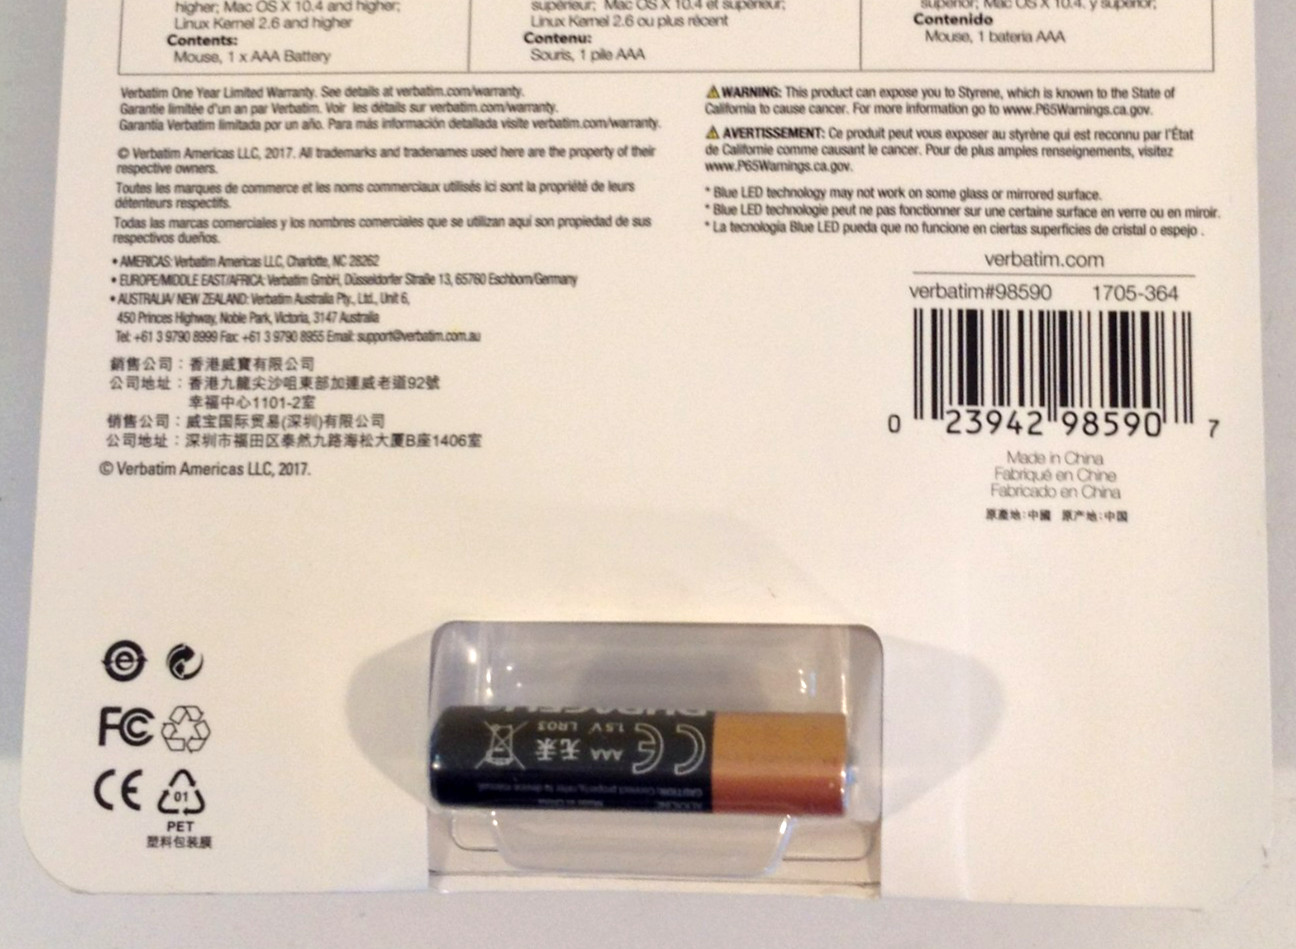 higher; Mac OS X 10.4 and higher;
Linux Kernel 2.6 and higher
Contents:
Mouse, 1 x AAA Battery
supérieur; Mac OS X 10.4 et supérieur;
Linux Kernel 2.6 ou plus récent
Contenu:
Souris, 1 pile AAA
superior; Mac OS X 10.4. y superior;
Contenido
Mouse, 1 bateria AAA
Verbatim One Year Limited Warranty. See details at verbatim.com/warranty.
Garantie limitée d'un an par Verbatim. Voir les détails sur verbatim.com/warranty.
Garantía Verbatim limitada por un año. Para más información detallada visite verbatim.com/warranty.
© Verbatim Americas LLC, 2017. All trademarks and tradenames used here are the property of their
respective owners.
Toutes les marques de commerce et les noms commerciaux utilisés ici sont la propriété de leurs
détenteurs respectifs.
Todas las marcas comerciales y los nombres comerciales que se utilizan aquí son propiedad de sus
respectivos dueños.
• AMERICAS: Verbatim Americas LLC, Charlotte, NC 28262
• EUROPE/MIDDLE EAST/AFRICA: Verbatim GmbH, Düsseldorfer Straße 13, 65760 Eschborn/Germany
• AUSTRALIA/ NEW ZEALAND: Verbatim Australia Pty., Ltd., Unit 6,
450 Princes Highway, Noble Park, Victoria, 3147 Australia
Tel: +61 3 9790 8999 Fax: +61 3 9790 8955 Email: support@verbatim.com.au
銷售公司：香港威寶有限公司
公司地址：香港九龍尖沙咀東部加連威老道92號
幸福中心1101-2室
销售公司：威宝国际贸易(深圳)有限公司
公司地址：深圳市福田区泰然九路海松大厦B座1406室
© Verbatim Americas LLC, 2017.
⚠ WARNING: This product can expose you to Styrene, which is known to the State of
California to cause cancer. For more information go to www.P65Warnings.ca.gov.
⚠ AVERTISSEMENT: Ce produit peut vous exposer au styrène qui est reconnu par l'État
de Californie comme causant le cancer. Pour de plus amples renseignements, visitez
www.P65Warnings.ca.gov.
* Blue LED technology may not work on some glass or mirrored surface.
* Blue LED technologie peut ne pas fonctionner sur une certaine surface en verre ou en miroir.
* La tecnología Blue LED pueda que no funcione en ciertas superficies de cristal o espejo .
verbatim.com
verbatim#98590 1705-364
0 23942 98590 7
Made in China
Fabriqué en Chine
Fabricado en China
原產地:中國 原产地:中国
e
FC
CE
01
PET
塑料包装膜
DURACELL
1.5V LR03
CE AAA 无汞
CAUTION: Connect properly, refer to device manual.
ALKALINE Made in China